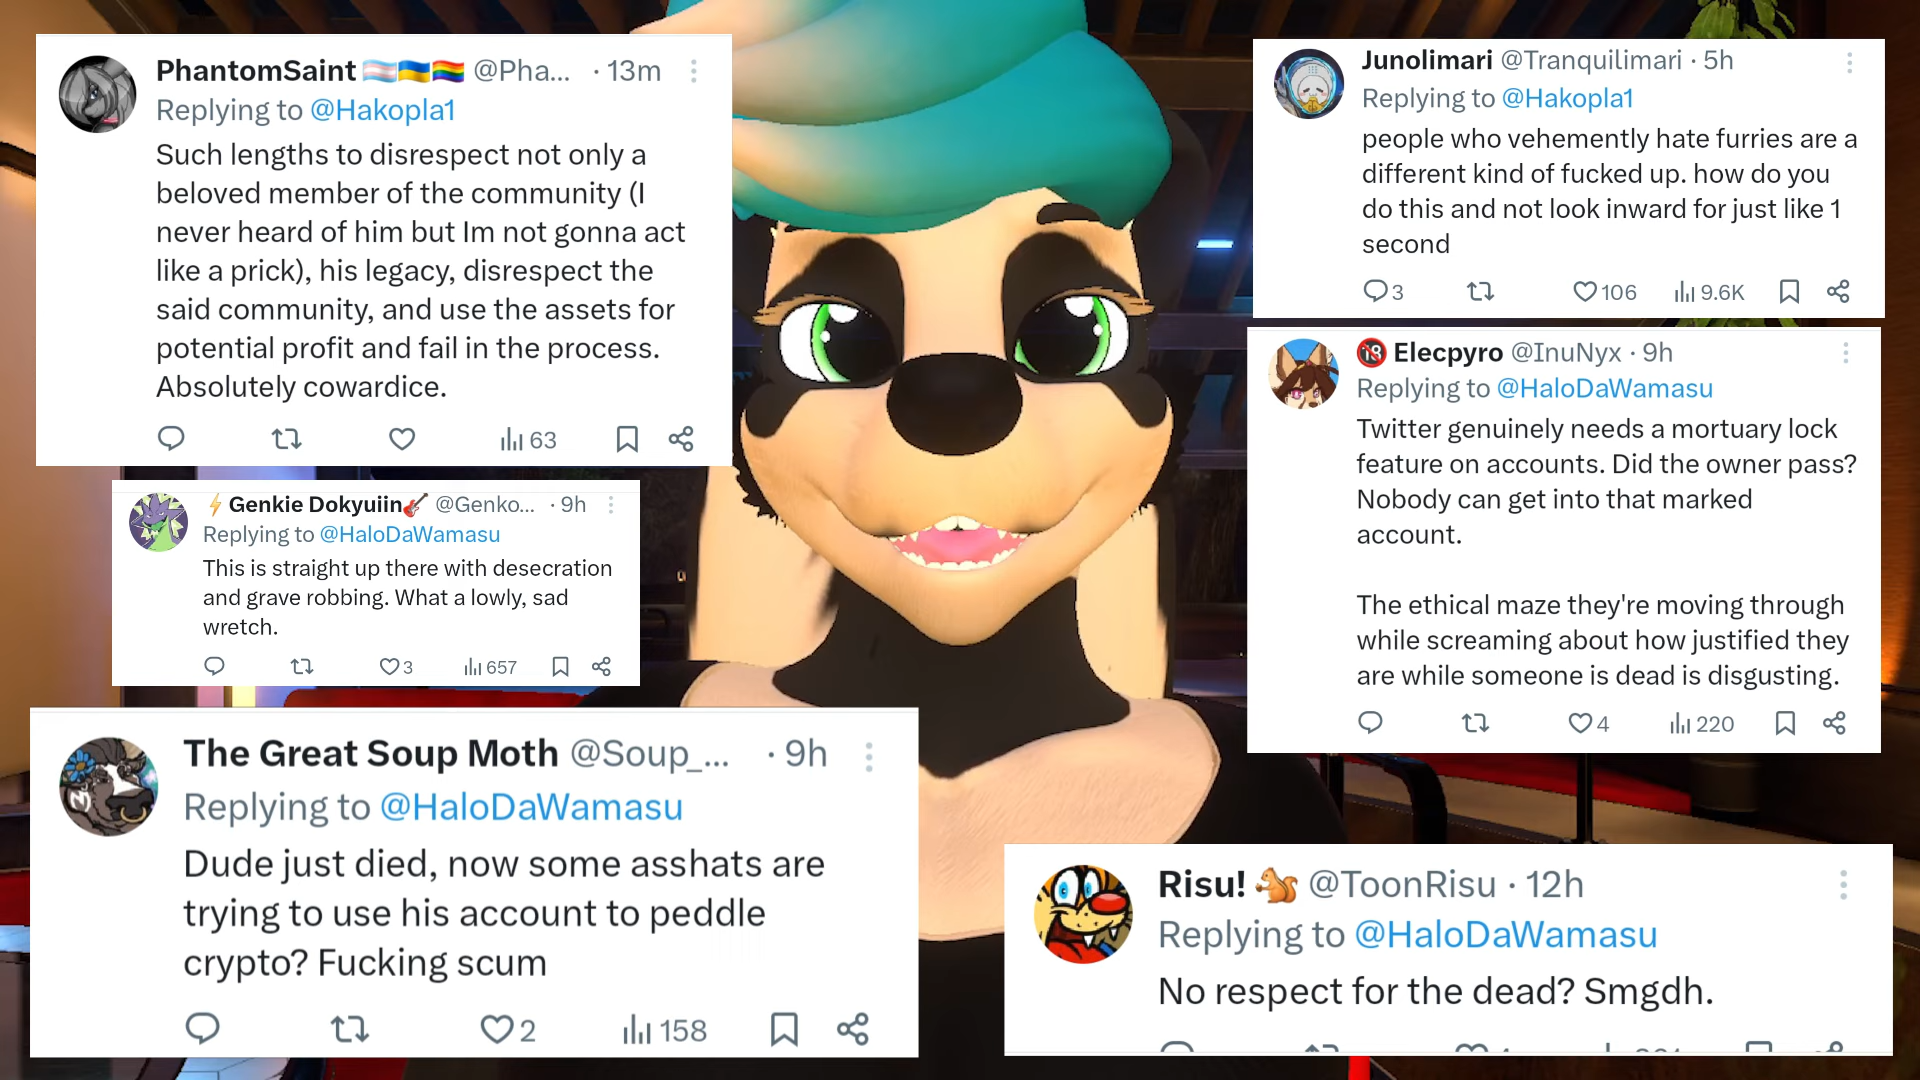 PhantomSaint 🏳️‍⚧️🇺🇦🏳️‍🌈 @Pha... · 13m
Replying to @Hakopla1
Such lengths to disrespect not only a
beloved member of the community (I
never heard of him but Im not gonna act
like a prick), his legacy, disrespect the
said community, and use the assets for
potential profit and fail in the process.
Absolutely cowardice.
63
⚡ Genkie Dokyuiin🎸 @Genko... · 9h
Replying to @HaloDaWamasu
This is straight up there with desecration
and grave robbing. What a lowly, sad
wretch.
3 657
The Great Soup Moth @Soup_... · 9h
Replying to @HaloDaWamasu
Dude just died, now some asshats are
trying to use his account to peddle
crypto? Fucking scum
2 158
Junolimari @Tranquilimari · 5h
Replying to @Hakopla1
people who vehemently hate furries are a
different kind of fucked up. how do you
do this and not look inward for just like 1
second
3 106 9.6K
🔞 Elecpyro @InuNyx · 9h
Replying to @HaloDaWamasu
Twitter genuinely needs a mortuary lock
feature on accounts. Did the owner pass?
Nobody can get into that marked
account.
The ethical maze they're moving through
while screaming about how justified they
are while someone is dead is disgusting.
4 220
Risu! 🐿️ @ToonRisu · 12h
Replying to @HaloDaWamasu
No respect for the dead? Smgdh.